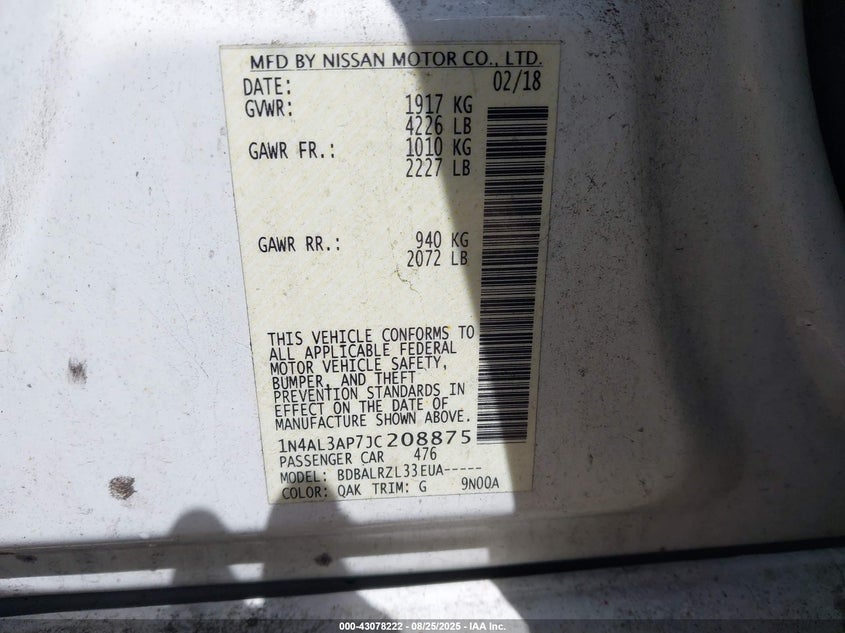 MFD BY NISSAN MOTOR CO., LTD.
DATE: 02/18
GVWR: 1917 KG
4226 LB
GAWR FR.: 1010 KG
2227 LB
GAWR RR.: 940 KG
2072 LB
THIS VEHICLE CONFORMS TO
ALL APPLICABLE FEDERAL
MOTOR VEHICLE SAFETY,
BUMPER, AND THEFT
PREVENTION STANDARDS IN
EFFECT ON THE DATE OF
MANUFACTURE SHOWN ABOVE.
1N4AL3AP7JC208875
PASSENGER CAR 476
MODEL: BDBALRZL33EUA-----
COLOR: QAK TRIM: G 9N00A
000-43078222 - 08/25/2025 - IAA Inc.